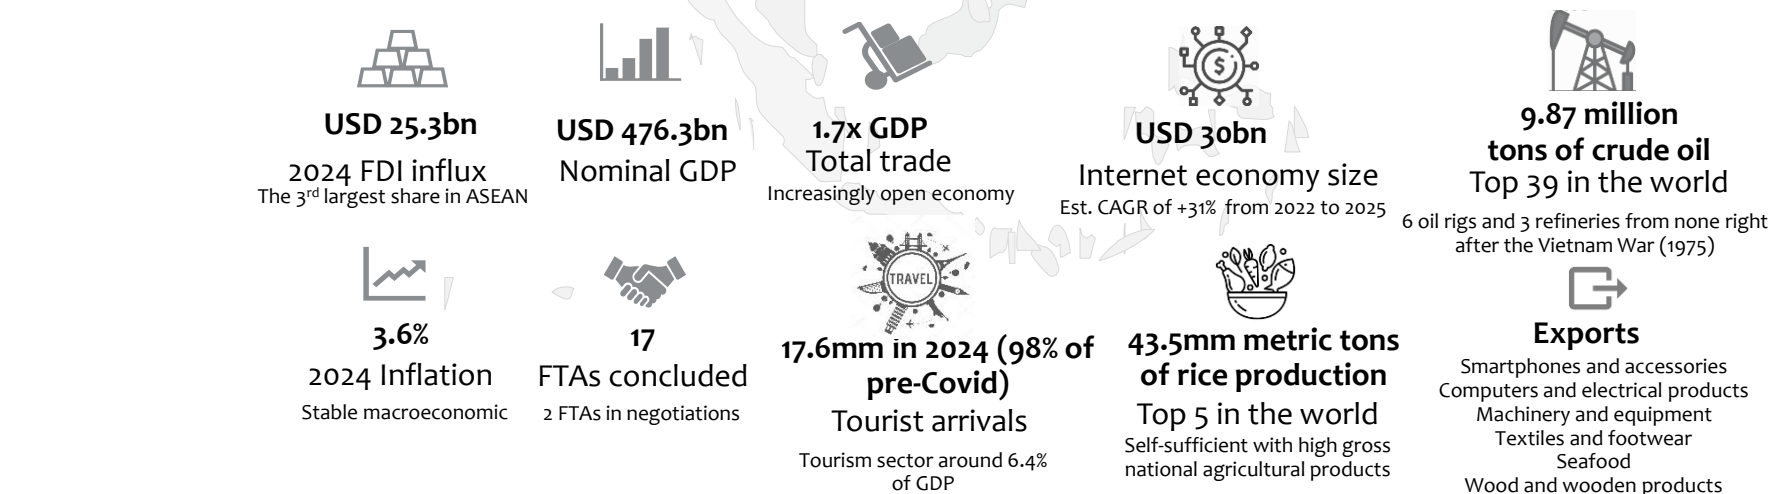 USD 25.3bn
2024 FDI influx
The 3rd largest share in ASEAN
USD 476.3bn
Nominal GDP
1.7x GDP
Total trade
Increasingly open economy
USD 30bn
Internet economy size
Est. CAGR of +31% from 2022 to 2025
9.87 million
tons of crude oil
Top 39 in the world
6 oil rigs and 3 refineries from none right
after the Vietnam War (1975)
3.6%
2024 Inflation
Stable macroeconomic
17
FTAs concluded
2 FTAs in negotiations
TRAVEL
17.6mm in 2024 (98% of
pre-Covid)
Tourist arrivals
Tourism sector around 6.4%
of GDP
43.5mm metric tons
of rice production
Top 5 in the world
Self-sufficient with high gross
national agricultural products
Exports
Smartphones and accessories
Computers and electrical products
Machinery and equipment
Textiles and footwear
Seafood
Wood and wooden products